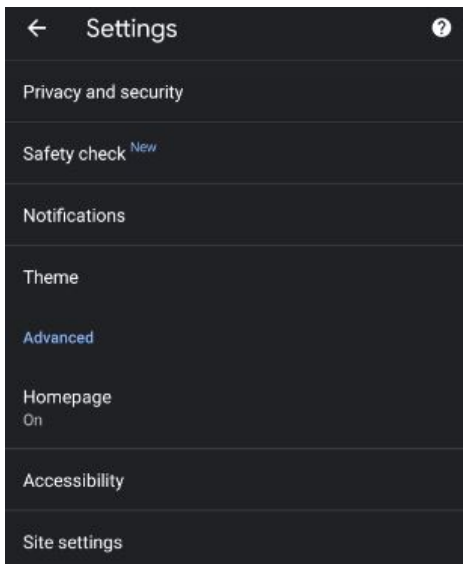 Settings
Privacy and security
Safety check New
Notifications
Theme
Advanced
Homepage
On
Accessibility
Site settings